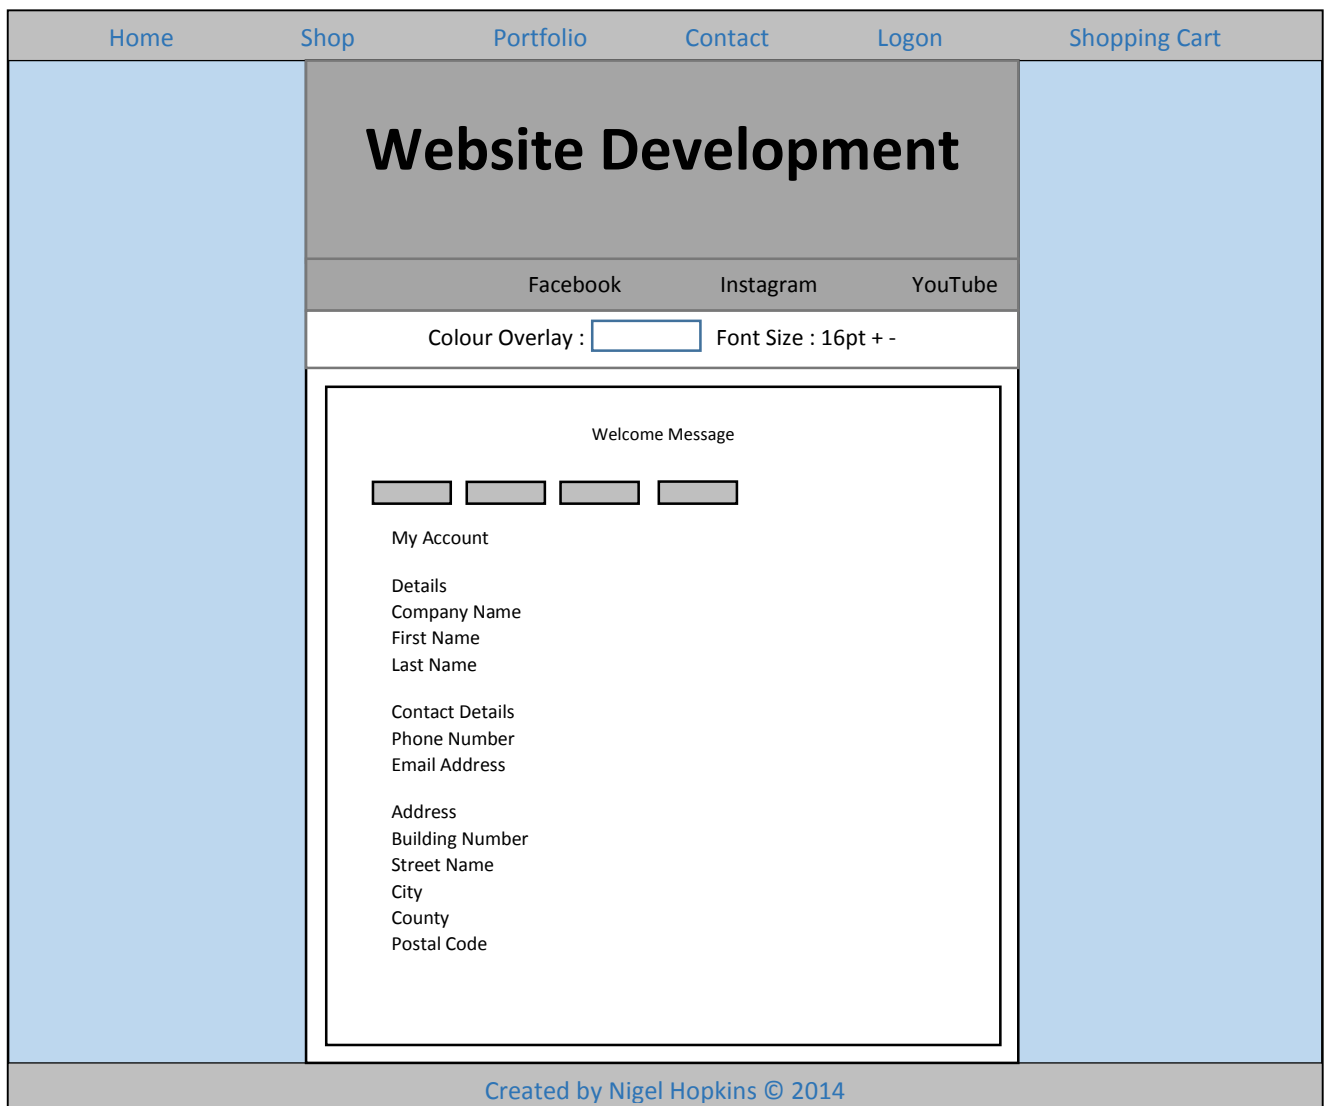 Home Shop Portfolio Contact Logon Shopping Cart
Website Development
Facebook Instagram YouTube
Colour Overlay : Font Size : 16pt + -
Welcome Message
My Account
Details
Company Name
First Name
Last Name
Contact Details
Phone Number
Email Address
Address
Building Number
Street Name
City
County
Postal Code
Created by Nigel Hopkins © 2014